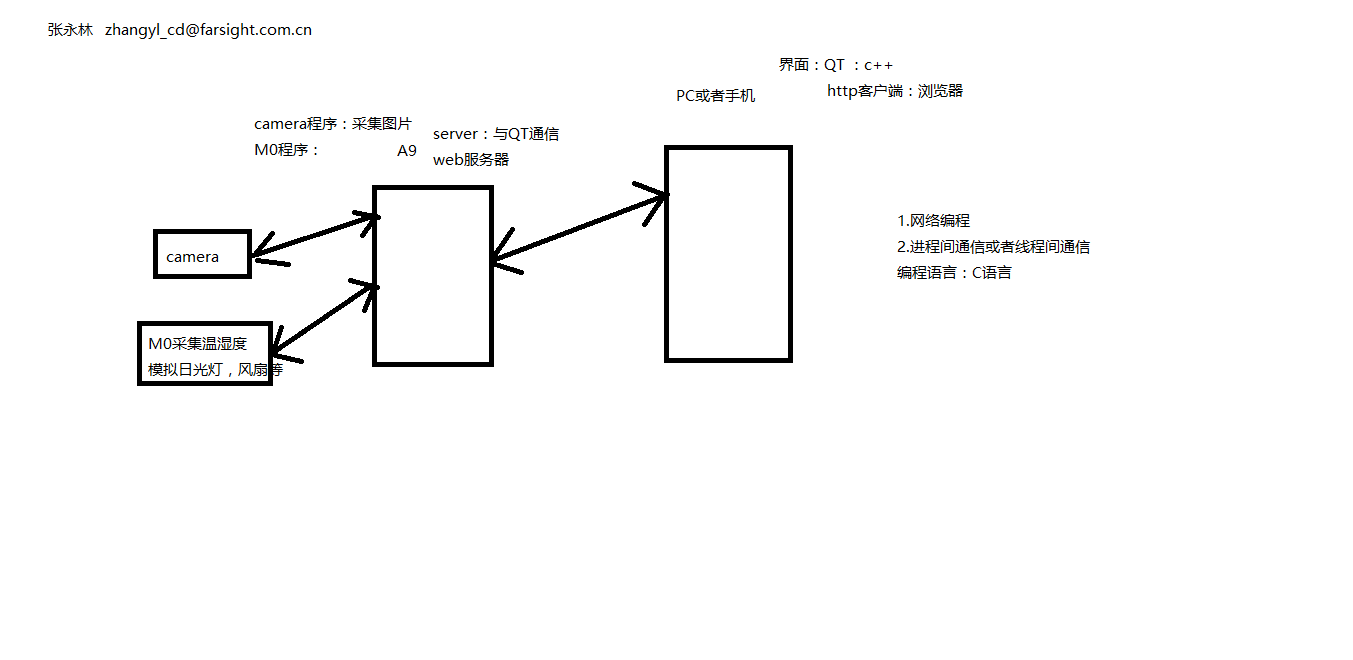 张永林 zhangyl_cd@farsight.com.cn
界面：QT ：c++
http客户端：浏览器
PC或者手机
camera程序：采集图片
M0程序：
A9
server：与QT通信
web服务器
camera
M0采集温湿度
模拟日光灯，风扇等
1.网络编程
2.进程间通信或者线程间通信
编程语言：C语言